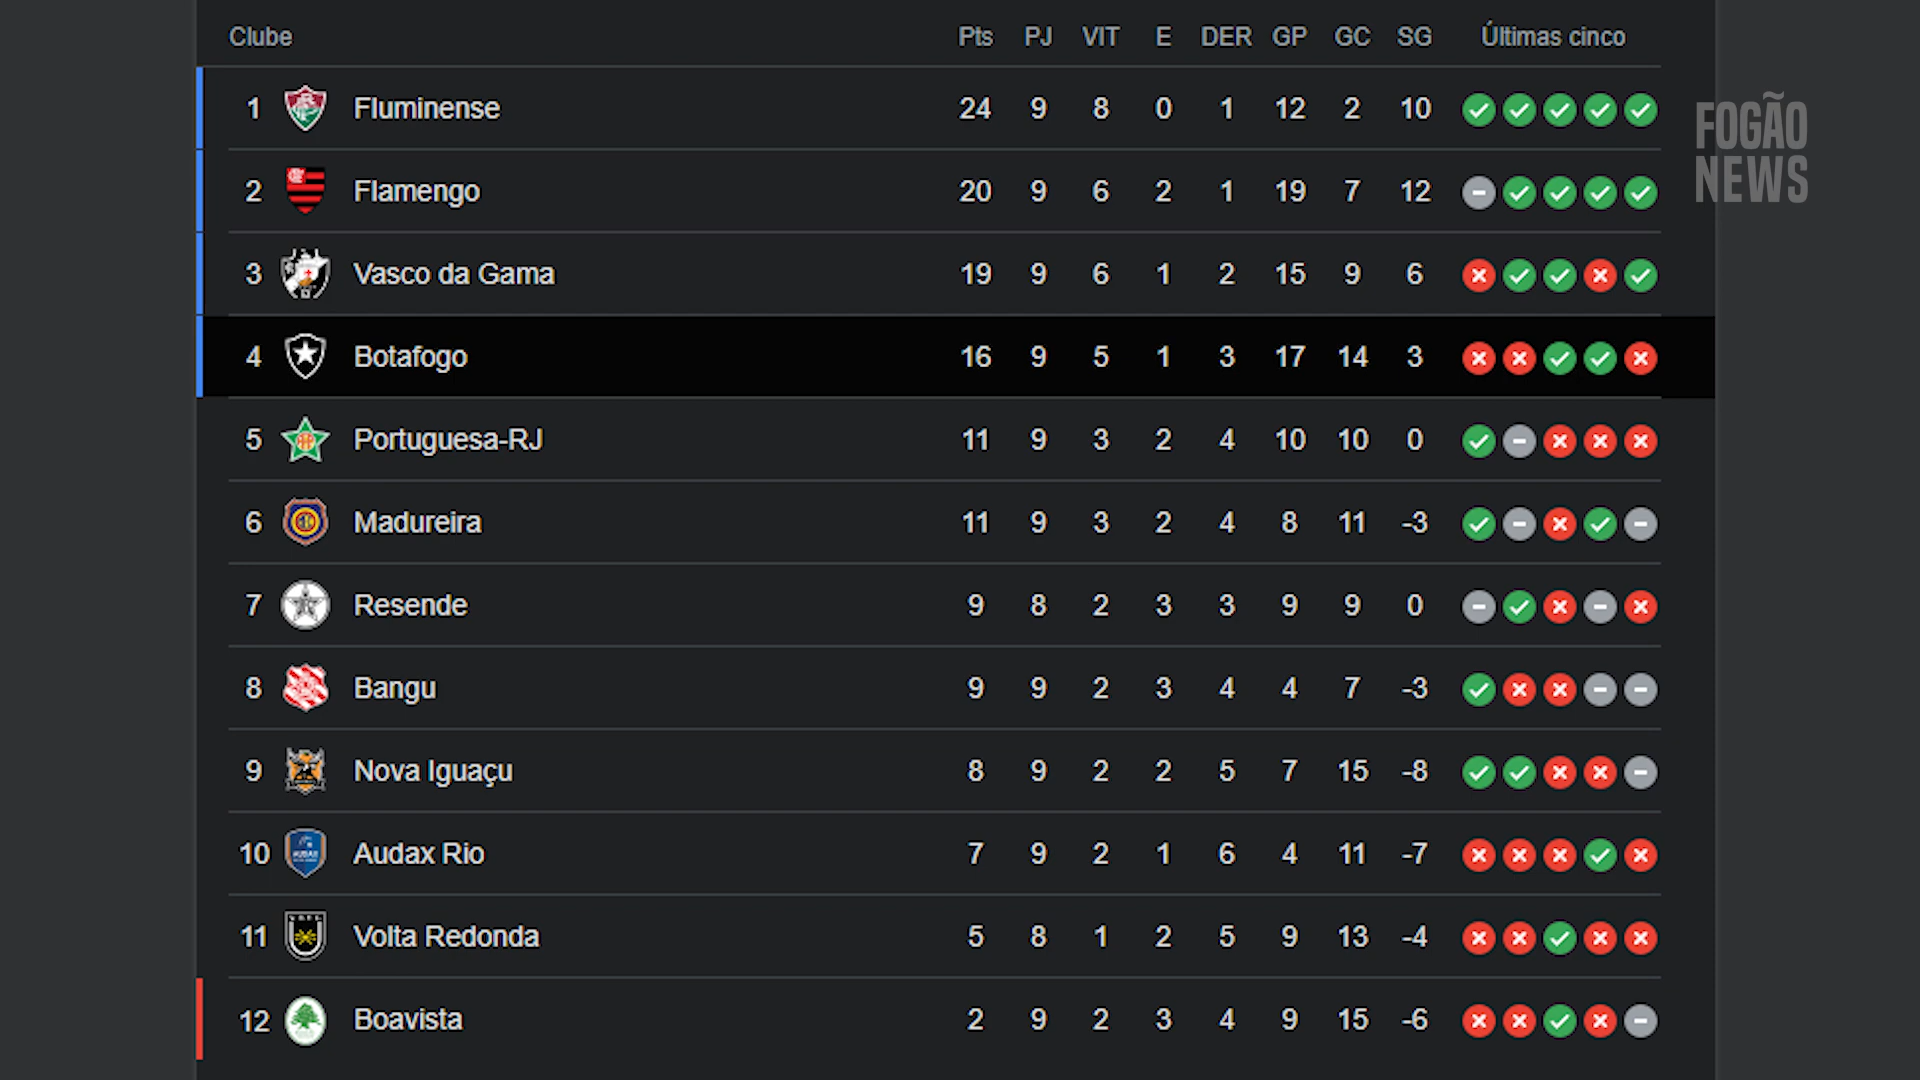 Clube Pts PJ VIT E DER GP GC SG Últimas cinco
1 Fluminense 24 9 8 0 1 12 2 10
FOGÃO
NEWS
2 Flamengo 20 9 6 2 1 19 7 12
3 Vasco da Gama 19 9 6 1 2 15 9 6
4 Botafogo 16 9 5 1 3 17 14 3
5 Portuguesa-RJ 11 9 3 2 4 10 10 0
6 Madureira 11 9 3 2 4 8 11 -3
7 Resende 9 8 2 3 3 9 9 0
8 Bangu 9 9 2 3 4 4 7 -3
9 Nova Iguaçu 8 9 2 2 5 7 15 -8
10 Audax Rio 7 9 2 1 6 4 11 -7
11 Volta Redonda 5 8 1 2 5 9 13 -4
12 Boavista 2 9 2 3 4 9 15 -6